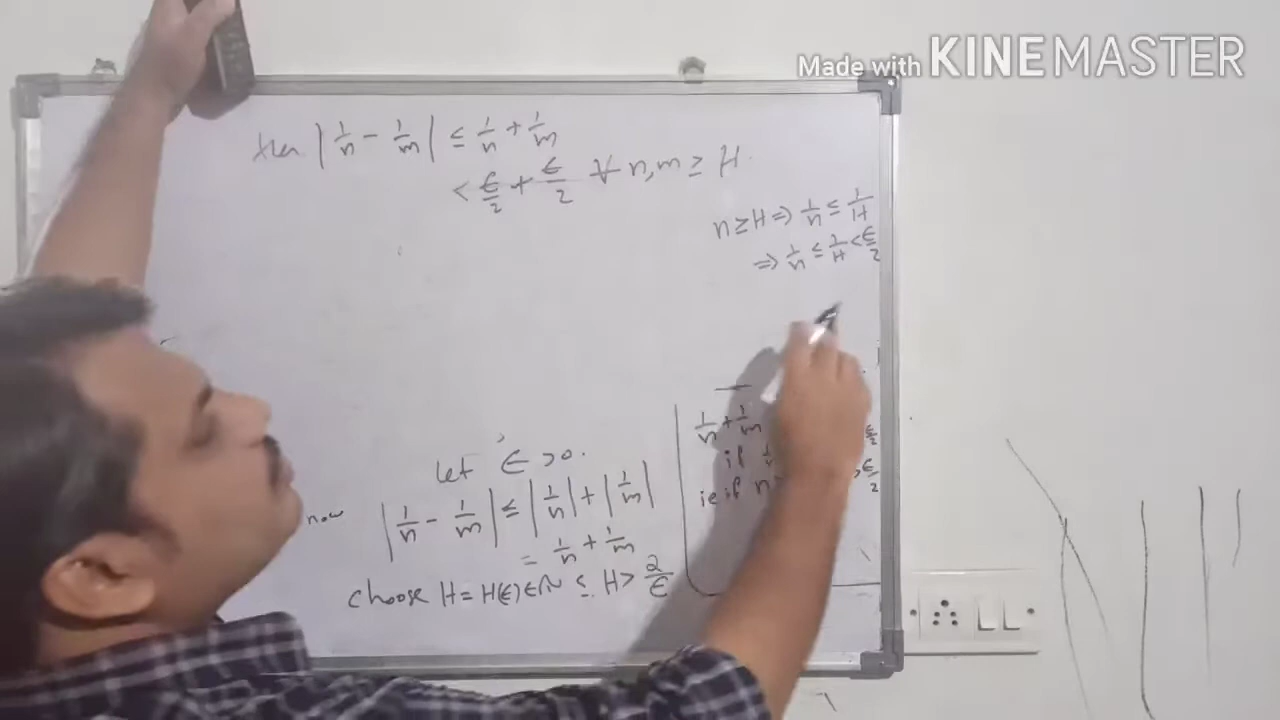 Made with KINEMASTER
then |1/n - 1/m| ≤ 1/n + 1/m
< ε/2 + ε/2 ∀ n,m ≥ H.
n ≥ H ⇒ 1/n ≤ 1/H
⇒ 1/n ≤ 1/H < ε/2
let ε > 0.
now |1/n - 1/m| ≤ |1/n| + |1/m|
= 1/n + 1/m
choose H = H(ε) ∈ ℕ s. H > 2/ε
1/n + 1/m
if
ie if n >